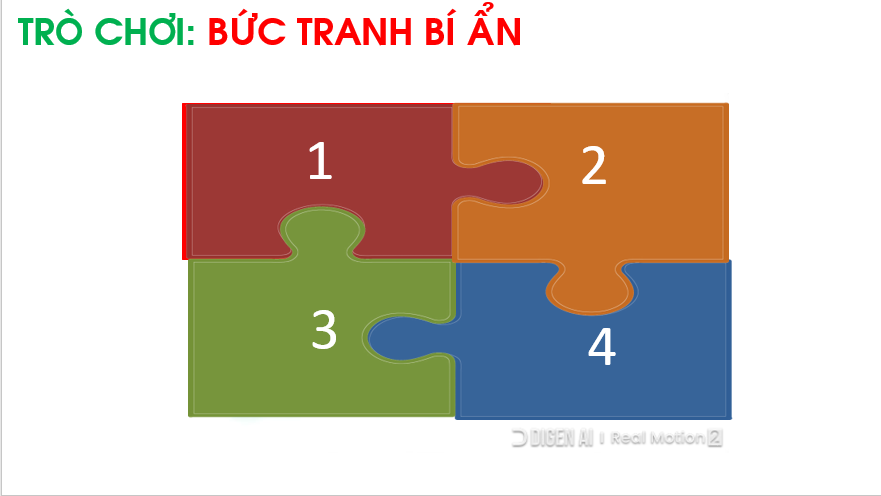 TRÒ CHƠI: BỨC TRANH BÍ ẨN
1
2
3
4
DIGEN AI | Real Motion 2